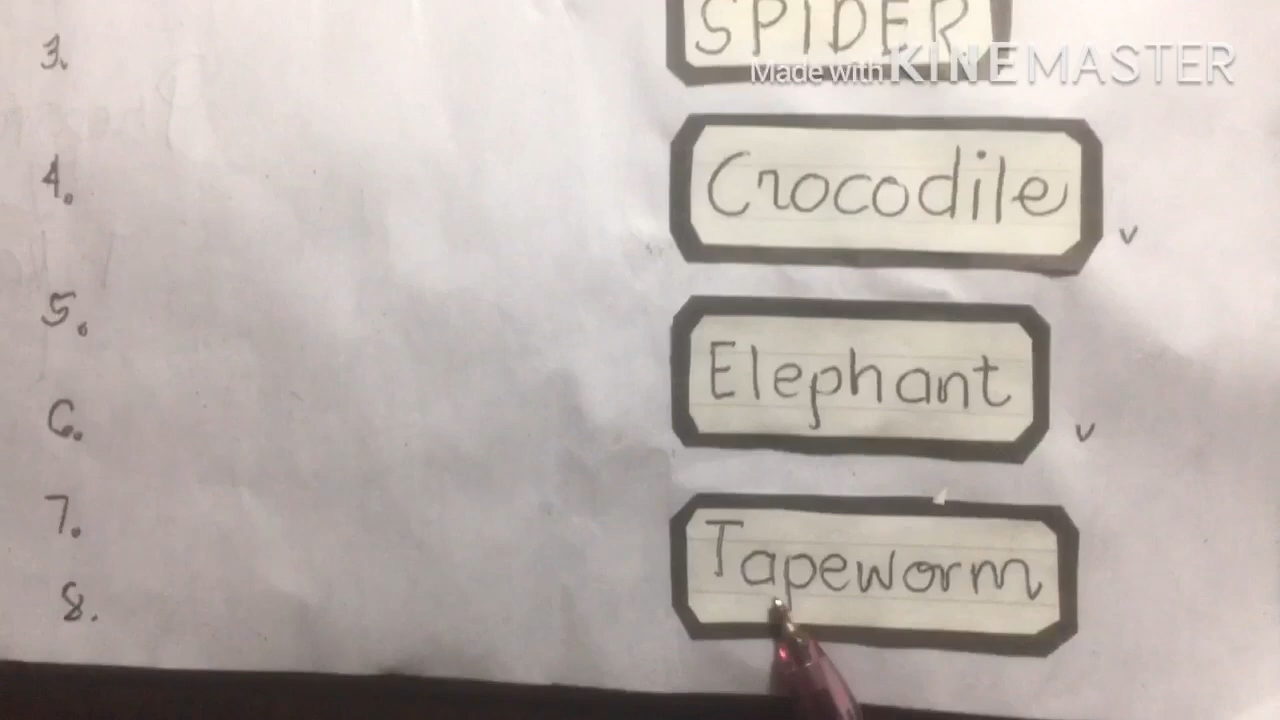 SPIDER
Made with KINEMASTER
3.
4.
Crocodile
v
5.
Elephant
6.
v
7.
Tapeworm
8.